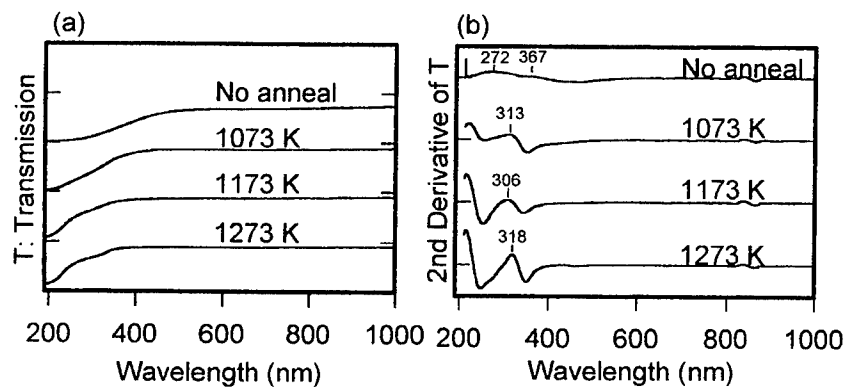 (a)
T: Transmission
No anneal
1073 K
1173 K
1273 K
200 400 600 800 1000
Wavelength (nm)
(b)
2nd Derivative of T
272 367
No anneal
313
1073 K
306
1173 K
318
1273 K
200 400 600 800 1000
Wavelength (nm)